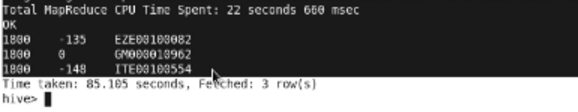 Total MapReduce CPU Time Spent: 22 seconds 660 msec
OK
1800 -135 EZE00100082
1800 0 GM000010962
1800 -148 ITE00100554
Time taken: 85.105 seconds, Fetched: 3 row(s)
hive>